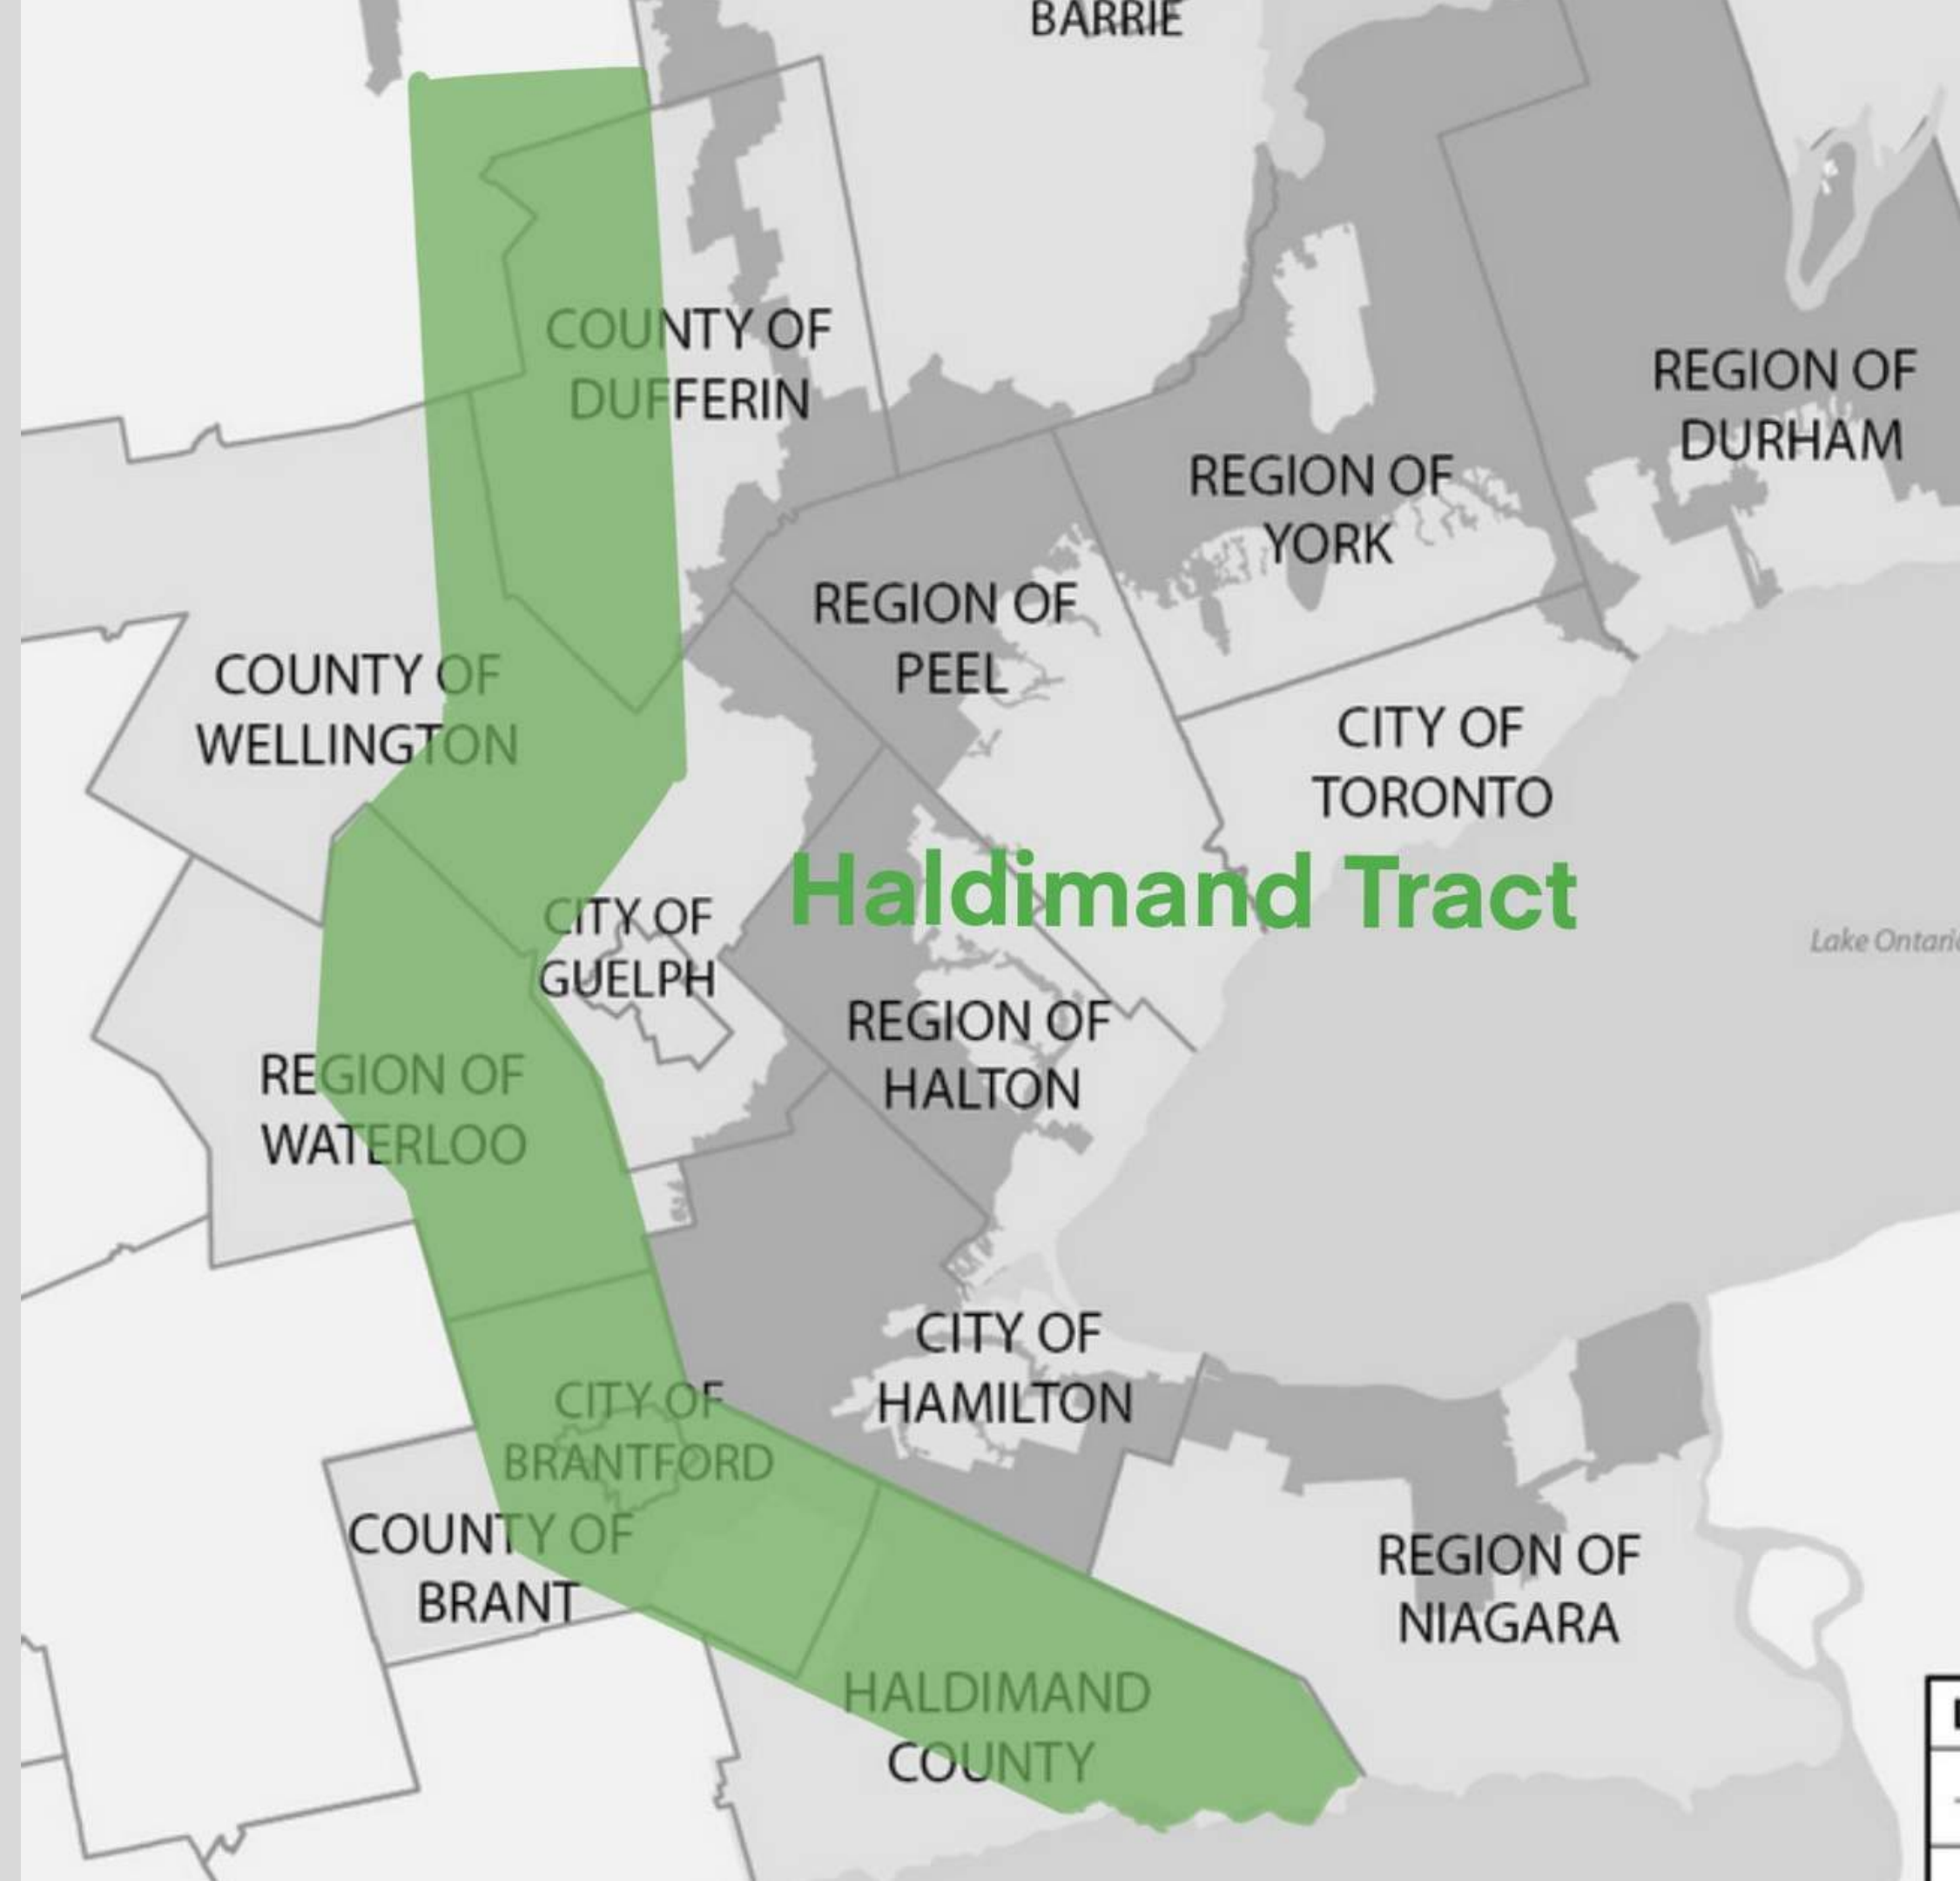 BARRIE
COUNTY OF
DUFFERIN
REGION OF
DURHAM
REGION OF
YORK
REGION OF
PEEL
COUNTY OF
WELLINGTON
CITY OF
TORONTO
Haldimand Tract
CITY OF
GUELPH
Lake Ontario
REGION OF
HALTON
REGION OF
WATERLOO
CITY OF
HAMILTON
CITY OF
BRANTFORD
COUNTY OF
BRANT
REGION OF
NIAGARA
HALDIMAND
COUNTY